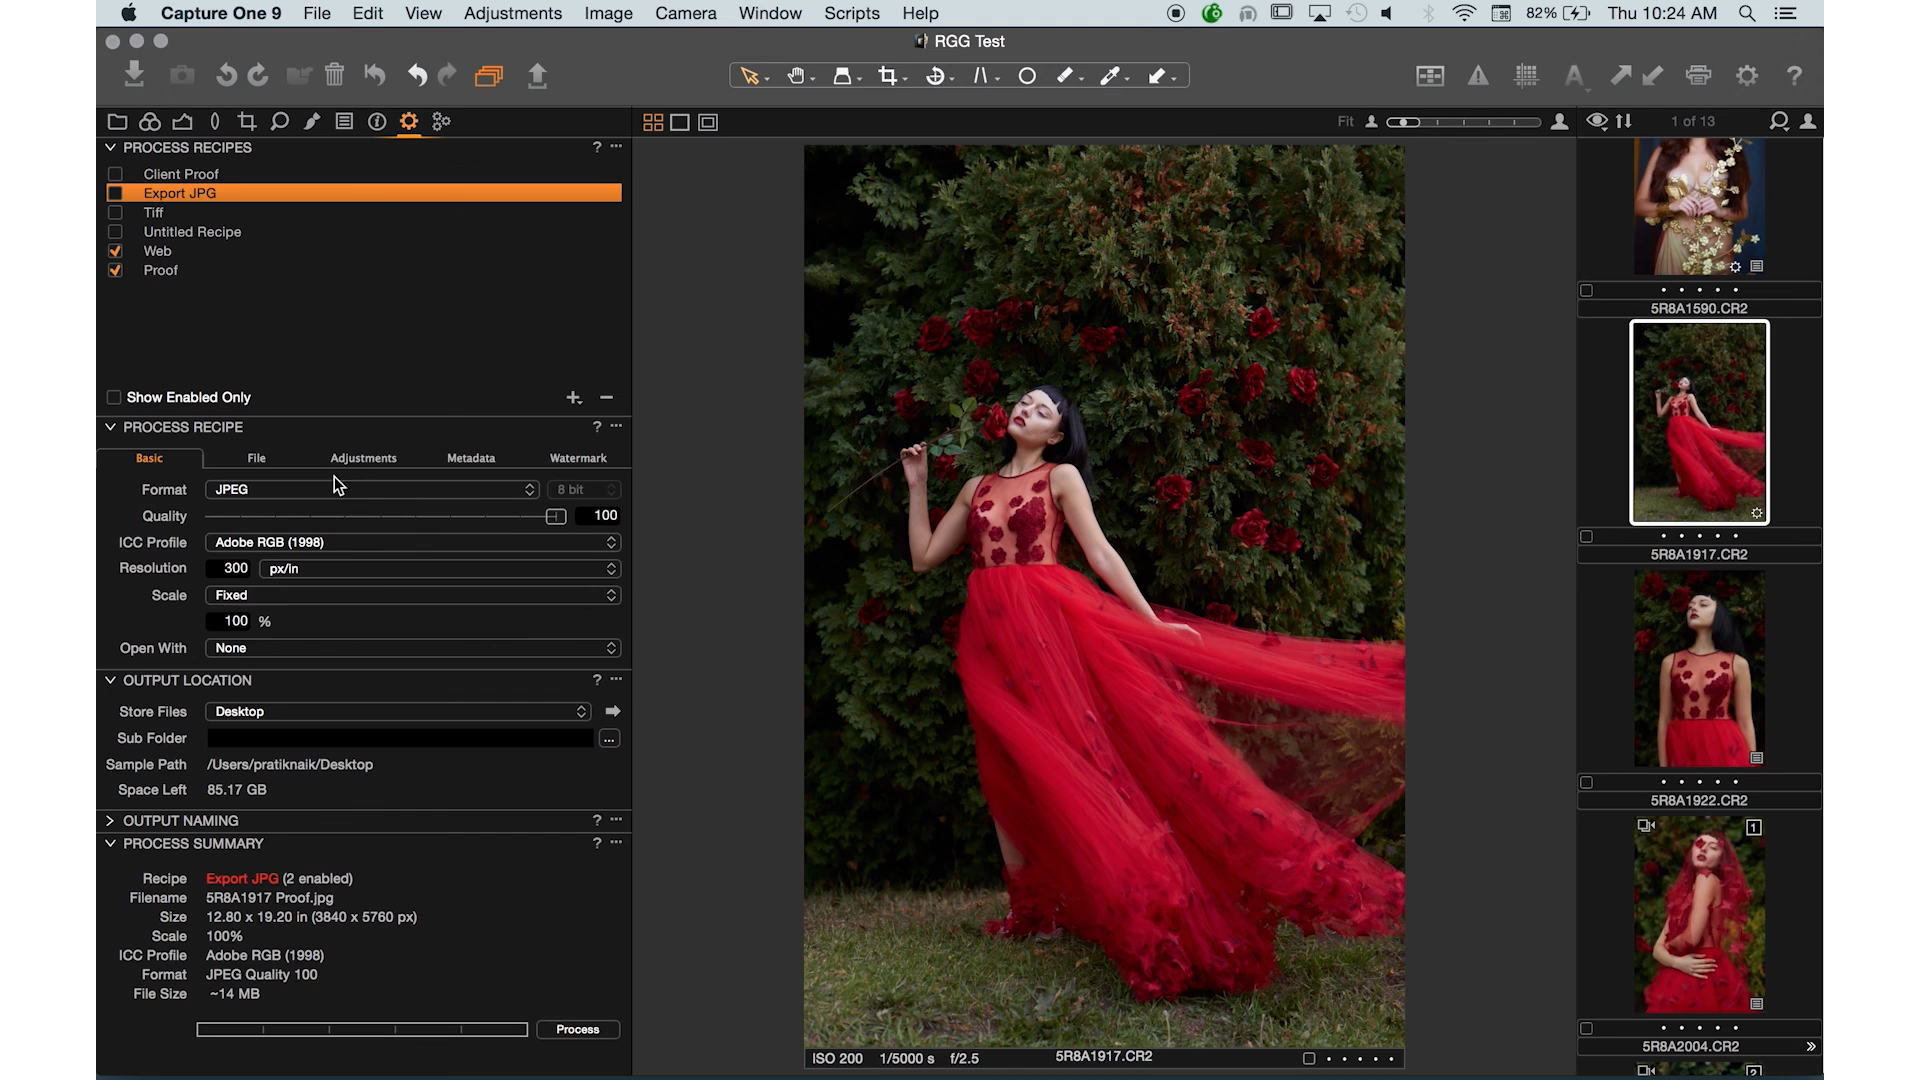 Capture One 9 File Edit View Adjustments Image Camera Window Scripts Help 82% Thu 10:24 AM
RGG Test
Fit 1 of 13
PROCESS RECIPES ?
Client Proof
Export JPG
Tiff
Untitled Recipe
Web
Proof
Show Enabled Only
PROCESS RECIPE ?
Basic File Adjustments Metadata Watermark
Format JPEG 8 bit
Quality 100
ICC Profile Adobe RGB (1998)
Resolution 300 px/in
Scale Fixed
100 %
Open With None
OUTPUT LOCATION ?
Store Files Desktop
Sub Folder ...
Sample Path /Users/pratiknaik/Desktop
Space Left 85.17 GB
OUTPUT NAMING ?
PROCESS SUMMARY ?
Recipe Export JPG (2 enabled)
Filename 5R8A1917 Proof.jpg
Size 12.80 x 19.20 in (3840 x 5760 px)
Scale 100%
ICC Profile Adobe RGB (1998)
Format JPEG Quality 100
File Size ~14 MB
Process
ISO 200 1/5000 s f/2.5 5R8A1917.CR2
5R8A1590.CR2
5R8A1917.CR2
5R8A1922.CR2
1
5R8A2004.CR2
2